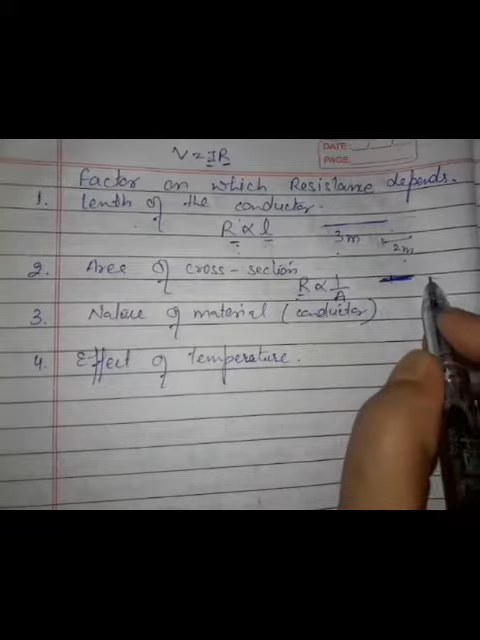 V = IR
DATE:
PAGE
Factor on which Resistance depends.
1. Lenth of the conductor.
R ∝ l
3m
2m
2. Area of cross-section
R ∝ 1/A
3. Nature of material (conductor)
4. Effect of Temperature.